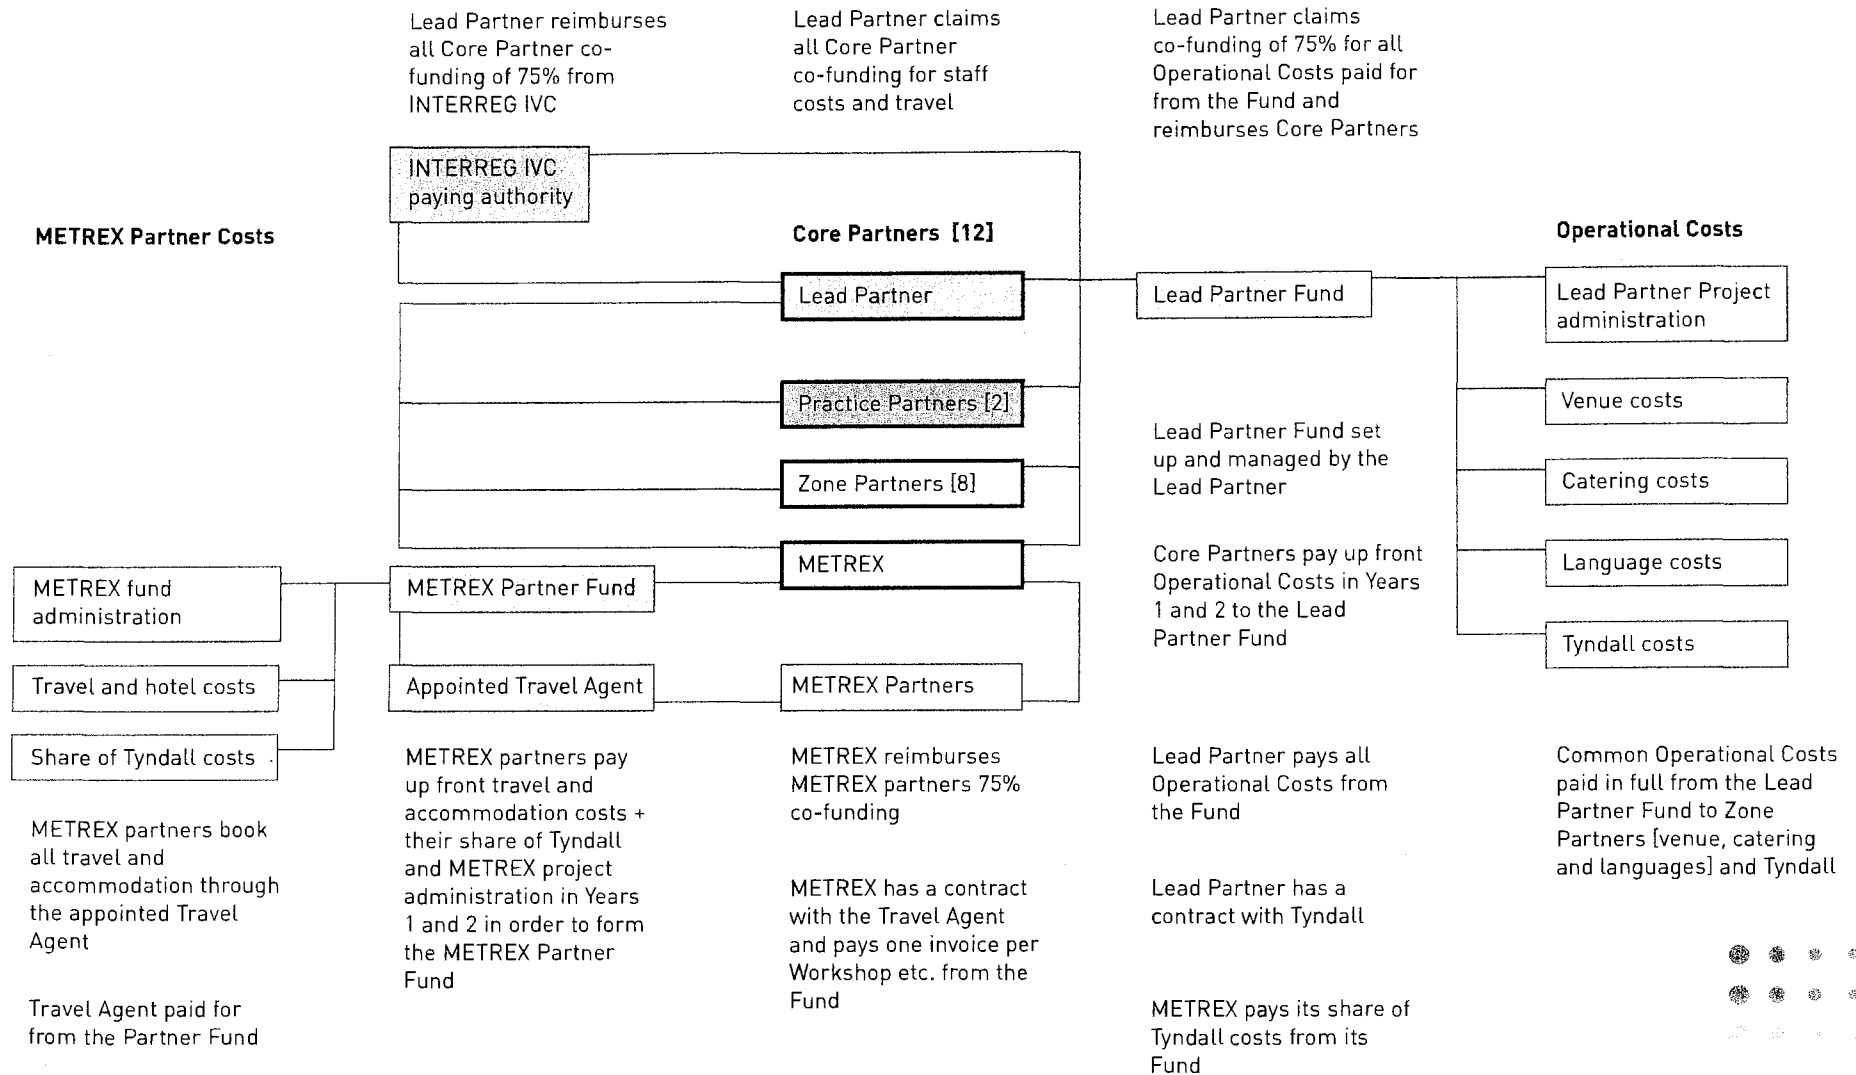 Lead Partner reimburses
all Core Partner co-
funding of 75% from
INTERREG IVC
Lead Partner claims
all Core Partner
co-funding for staff
costs and travel
Lead Partner claims
co-funding of 75% for all
Operational Costs paid for
from the Fund and
reimburses Core Partners
INTERREG IVC
paying authority
METREX Partner Costs
Core Partners [12]
Operational Costs
Lead Partner
Lead Partner Fund
Lead Partner Project
administration
Practice Partners [2]
Venue costs
Lead Partner Fund set
up and managed by the
Lead Partner
Zone Partners [8]
Catering costs
METREX
Core Partners pay up front
Operational Costs in Years
1 and 2 to the Lead
Partner Fund
Language costs
METREX fund
administration
METREX Partner Fund
Tyndall costs
Travel and hotel costs
Appointed Travel Agent
METREX Partners
Share of Tyndall costs
METREX partners book
all travel and
accommodation through
the appointed Travel
Agent
Travel Agent paid for
from the Partner Fund
METREX partners pay
up front travel and
accommodation costs +
their share of Tyndall
and METREX project
administration in Years
1 and 2 in order to form
the METREX Partner
Fund
METREX reimburses
METREX partners 75%
co-funding
METREX has a contract
with the Travel Agent
and pays one invoice per
Workshop etc. from the
Fund
Lead Partner pays all
Operational Costs from
the Fund
Lead Partner has a
contract with Tyndall
METREX pays its share of
Tyndall costs from its
Fund
Common Operational Costs
paid in full from the Lead
Partner Fund to Zone
Partners [venue, catering
and languages] and Tyndall